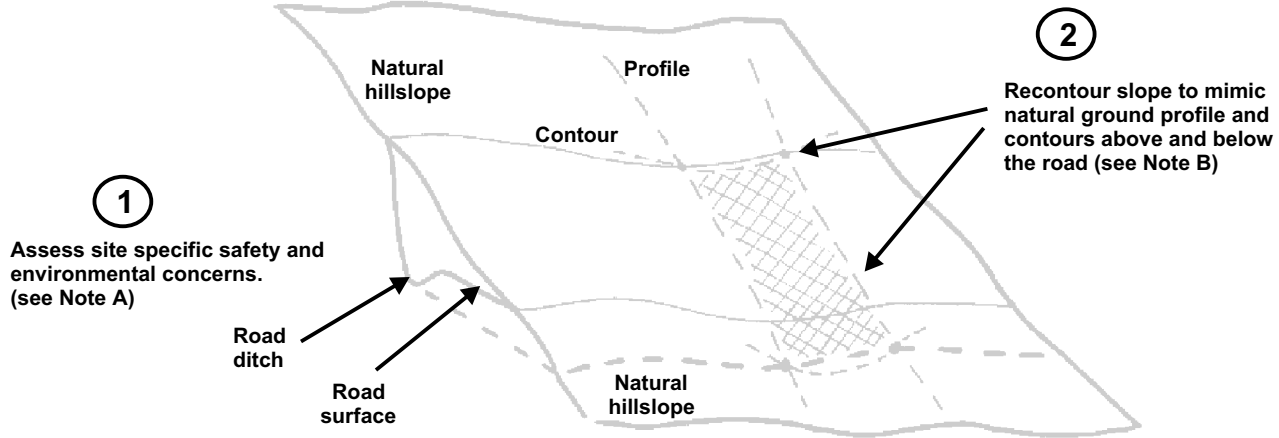 2
Natural
hillslope
Profile
Recontour slope to mimic
natural ground profile and
contours above and below
the road (see Note B)
Contour
1
Assess site specific safety and
environmental concerns.
(see Note A)
Road
ditch
Road
surface
Natural
hillslope